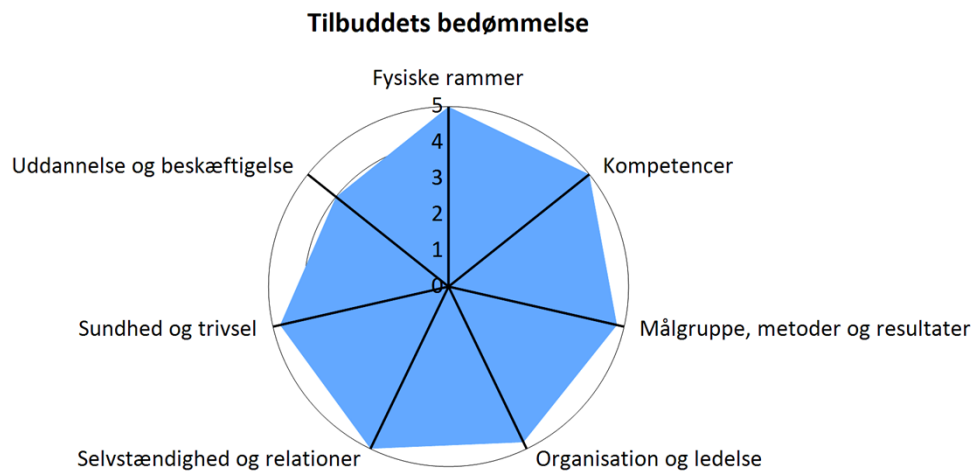 Tilbuddets bedømmelse
Fysiske rammer
5
4
3
2
1
0
Uddannelse og beskæftigelse
Kompetencer
Sundhed og trivsel
Målgruppe, metoder og resultater
Selvstændighed og relationer
Organisation og ledelse